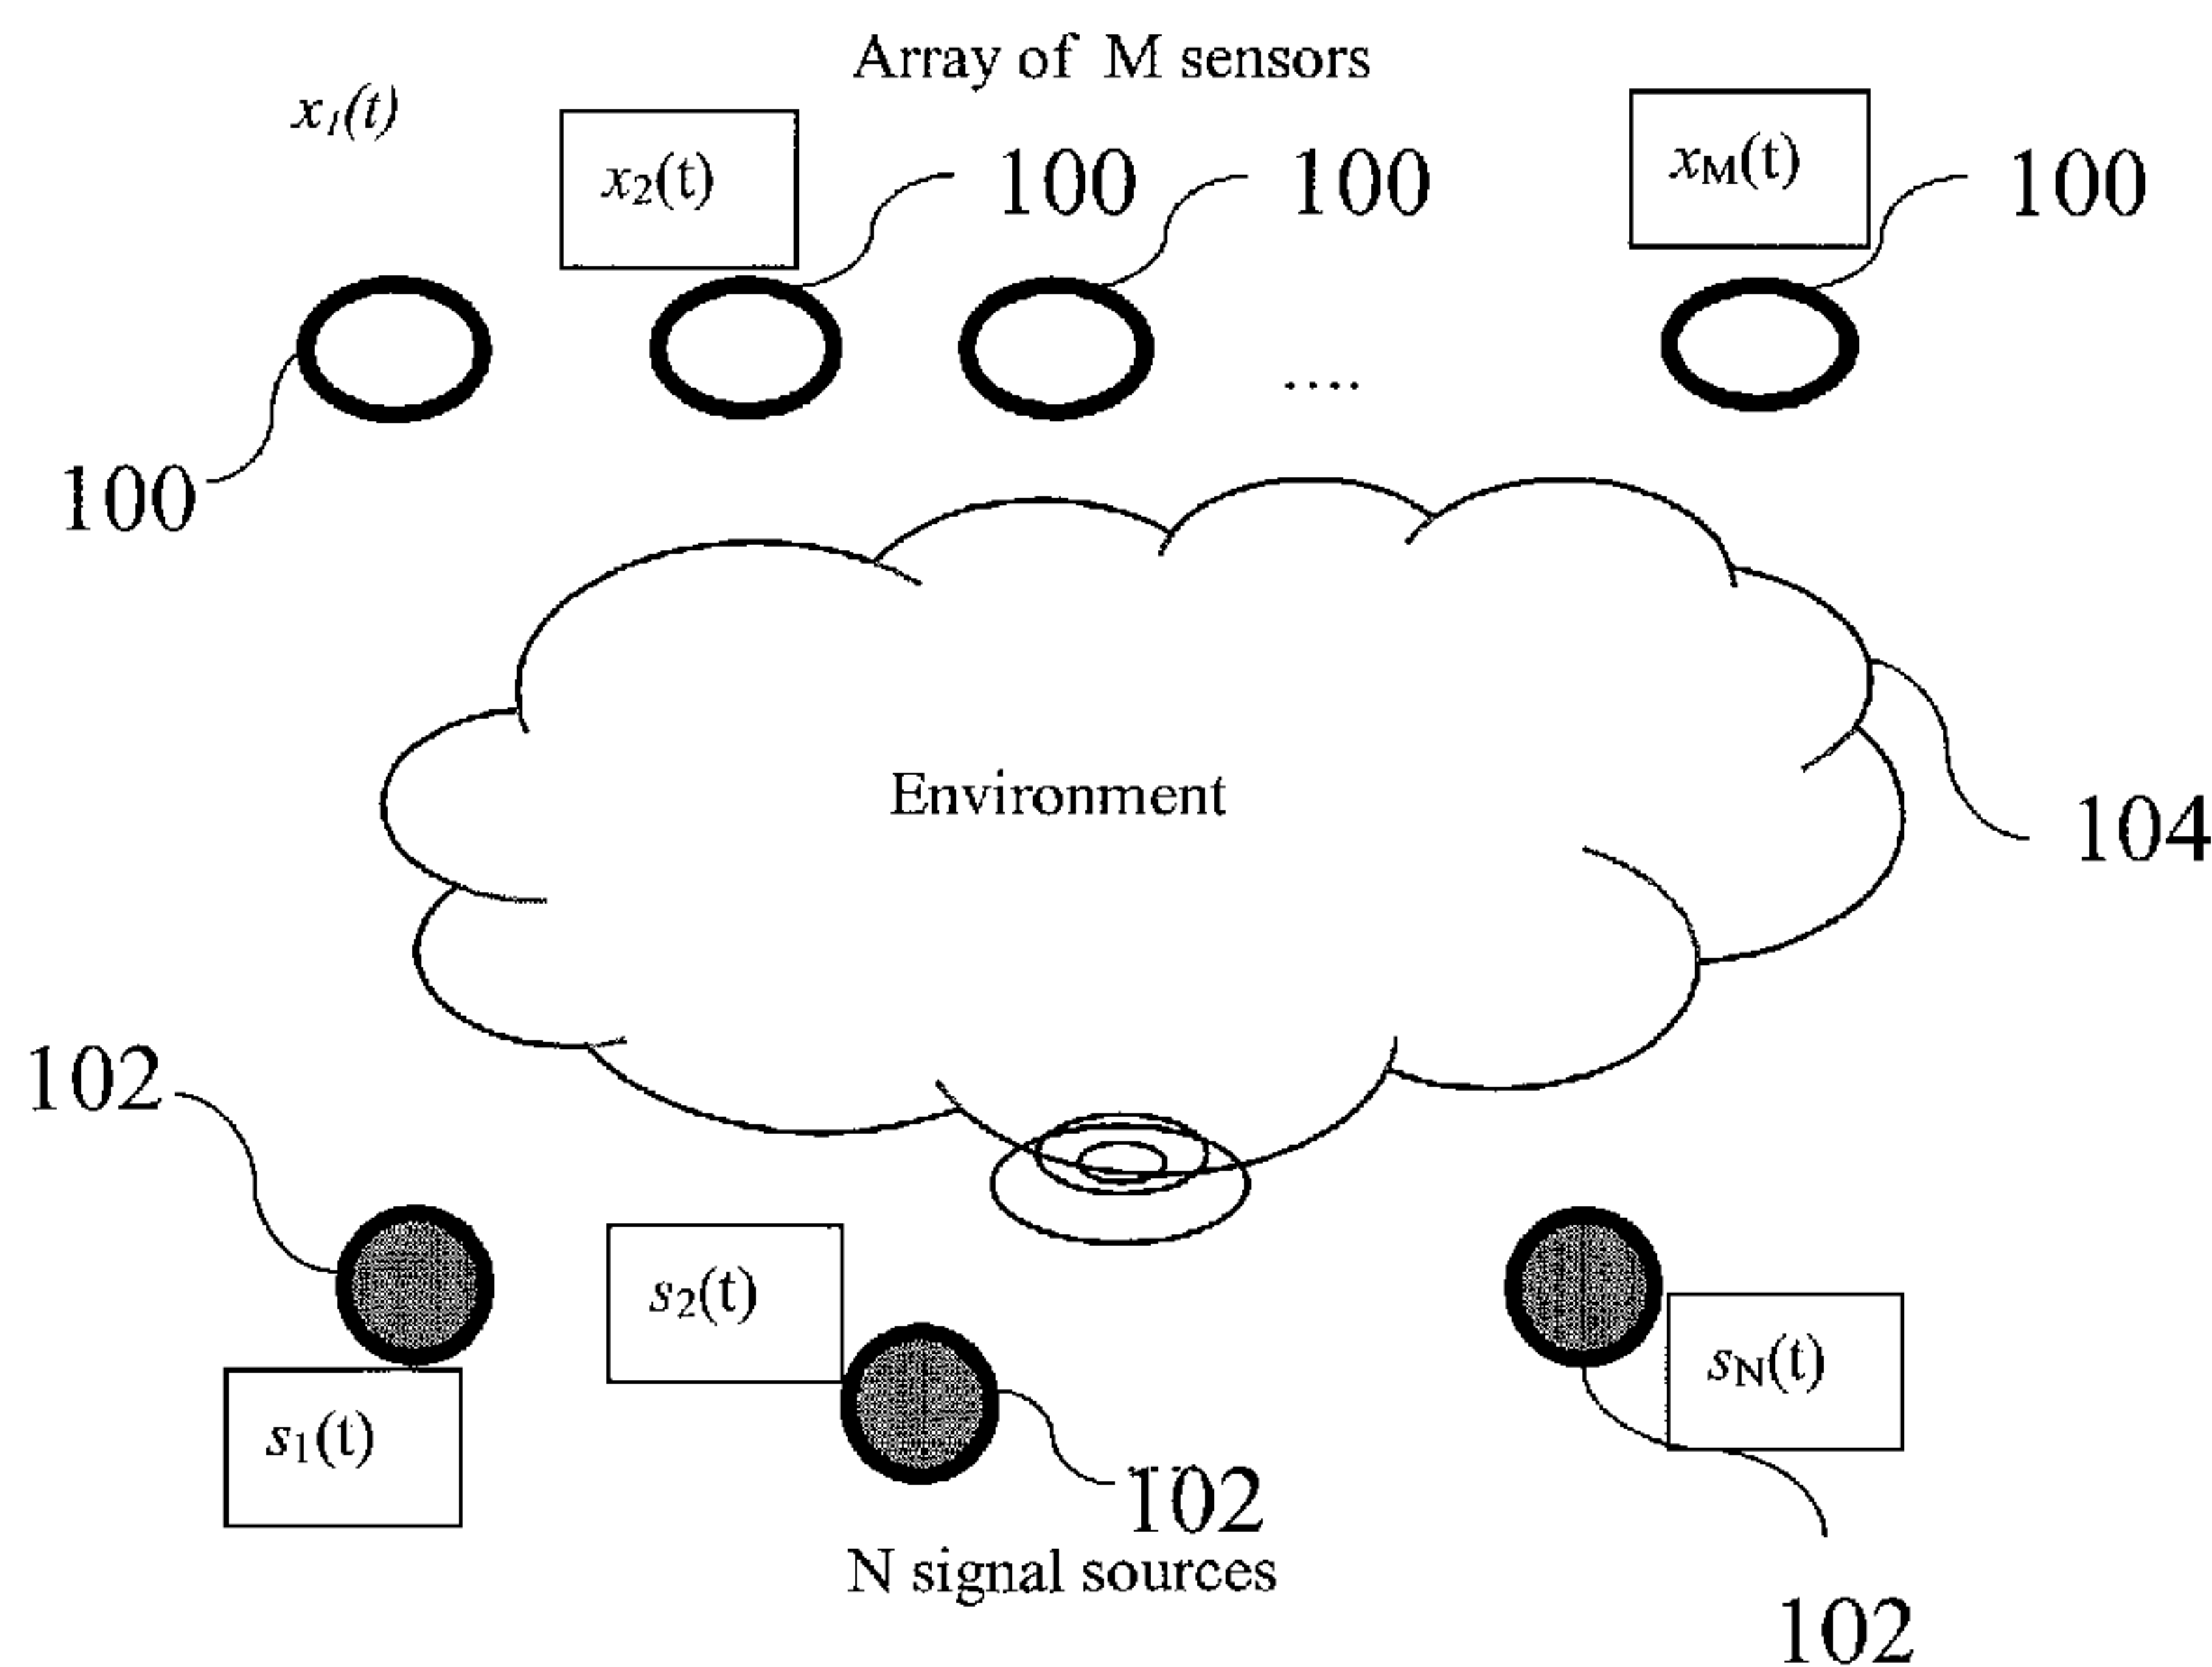 Array of M sensors
x1(t)
x2(t)
100
100
xM(t)
100
....
100
Environment
104
102
s2(t)
sN(t)
s1(t)
102
N signal sources
102